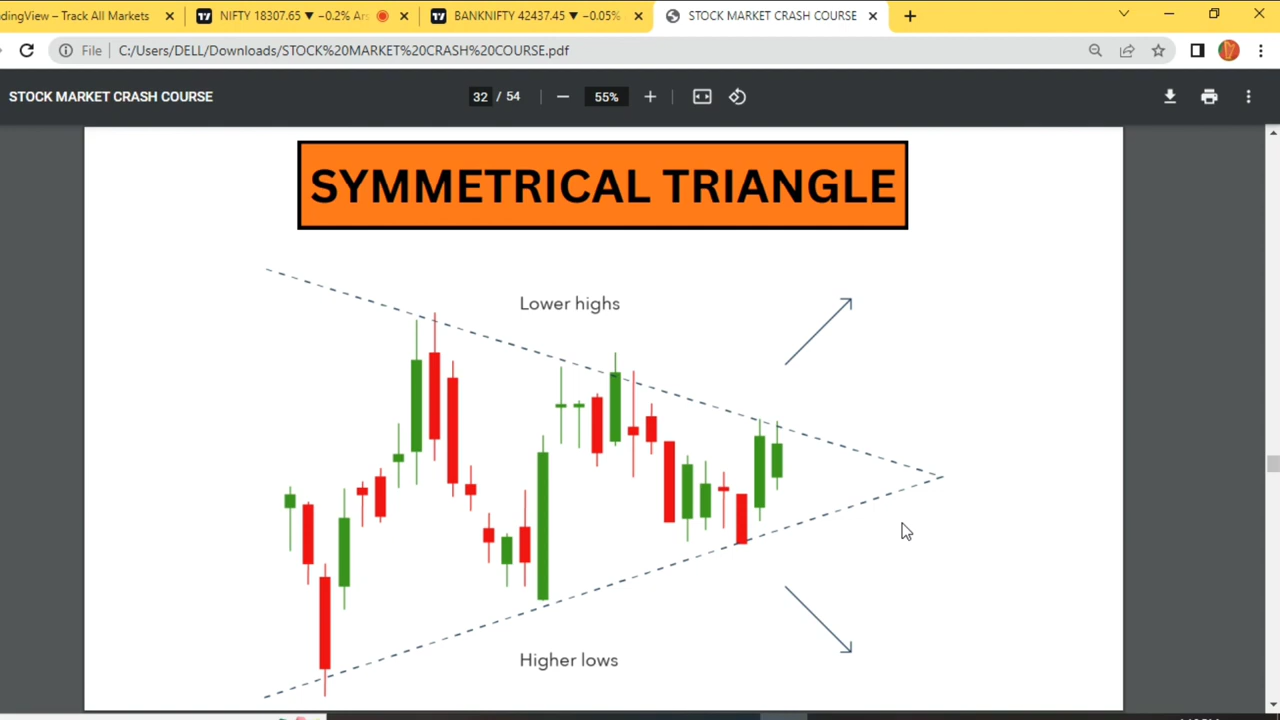 adingView – Track All Markets
NIFTY 18307.65 ▼ −0.2% Ar
BANKNIFTY 42437.45 ▼ −0.05%
STOCK MARKET CRASH COURSE
File
C:/Users/DELL/Downloads/STOCK%20MARKET%20CRASH%20COURSE.pdf
STOCK MARKET CRASH COURSE
32 / 54
55%
SYMMETRICAL TRIANGLE
Lower highs
Higher lows